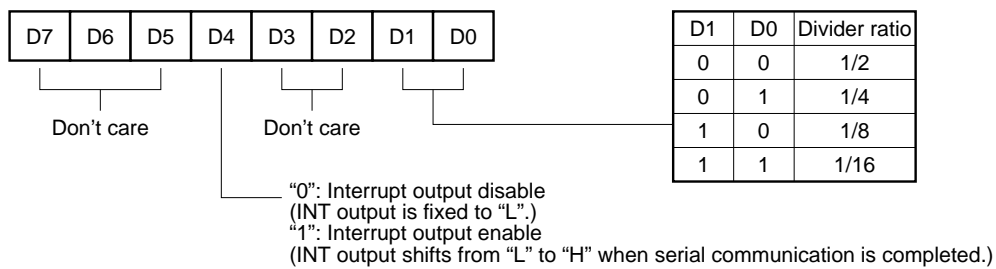 D7 D6 D5 D4 D3 D2 D1 D0
Don’t care Don’t care
“0”: Interrupt output disable
(INT output is fixed to “L”.)
“1”: Interrupt output enable
(INT output shifts from “L” to “H” when serial communication is completed.)
D1 D0 Divider ratio
0 0 1/2
0 1 1/4
1 0 1/8
1 1 1/16